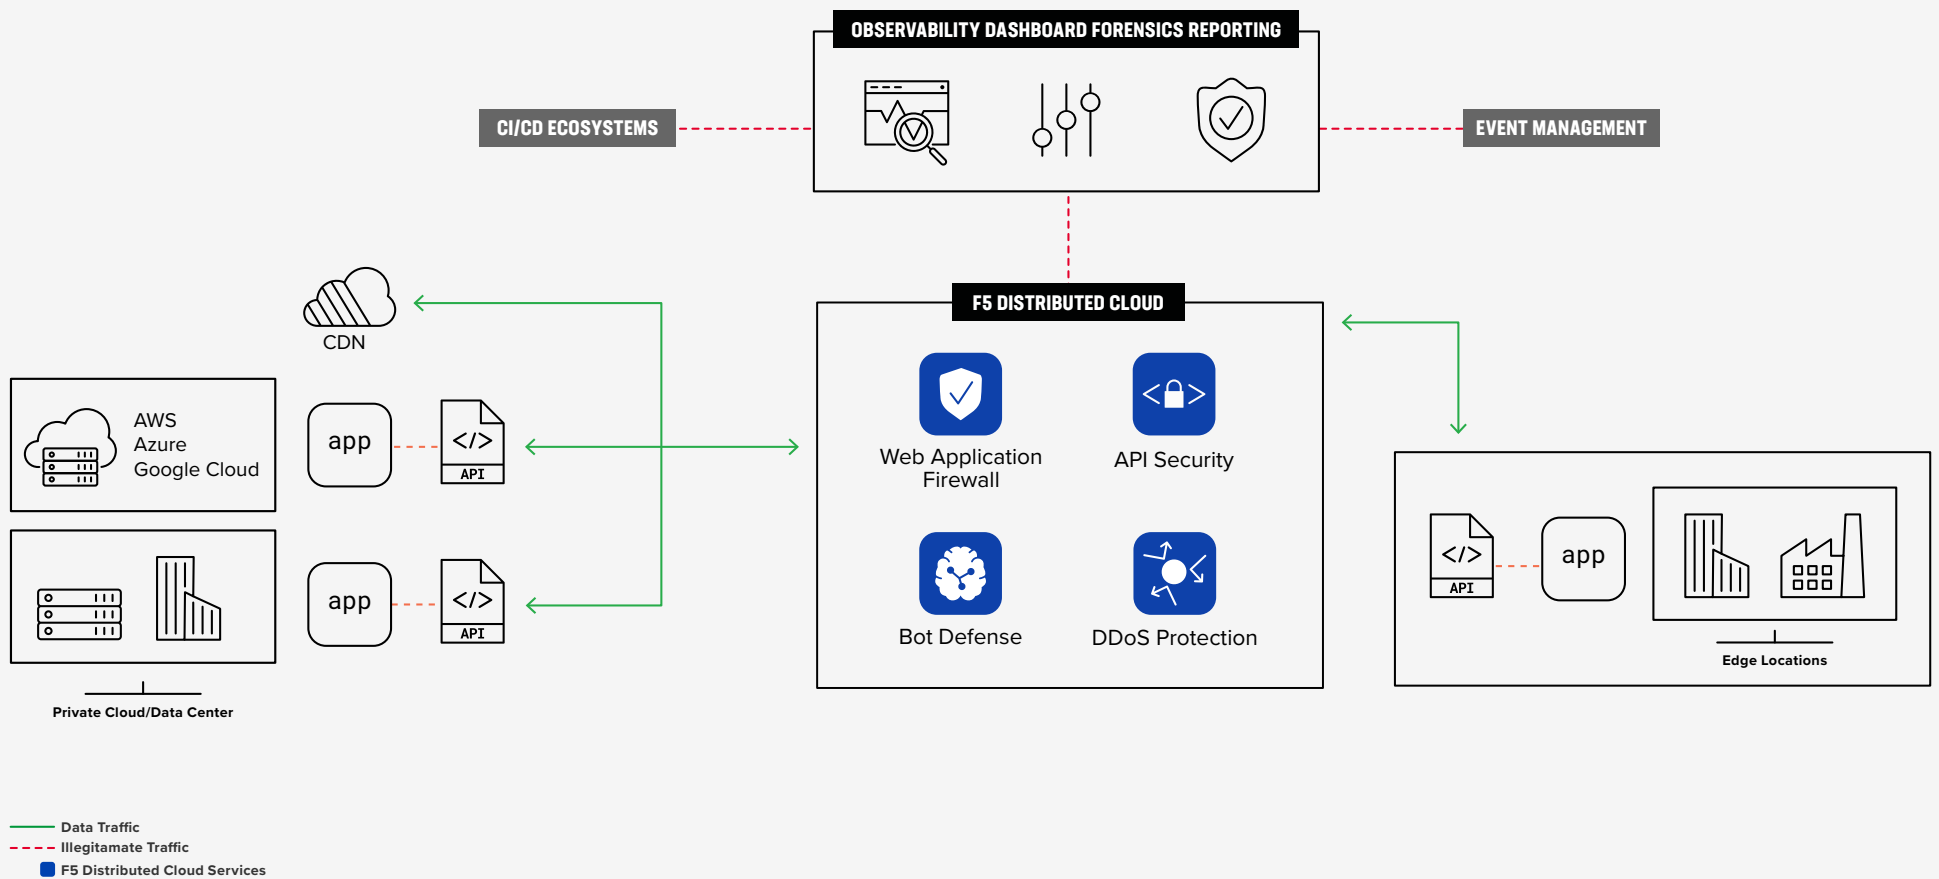 OBSERVABILITY DASHBOARD FORENSICS REPORTING
CI/CD ECOSYSTEMS
EVENT MANAGEMENT
CDN
F5 DISTRIBUTED CLOUD
AWS
Azure
Google Cloud
app
</>
API
Web Application
Firewall
API Security
app
</>
API
Bot Defense
DDoS Protection
</>
API
app
Edge Locations
Private Cloud/Data Center
Data Traffic
Illegitamate Traffic
F5 Distributed Cloud Services